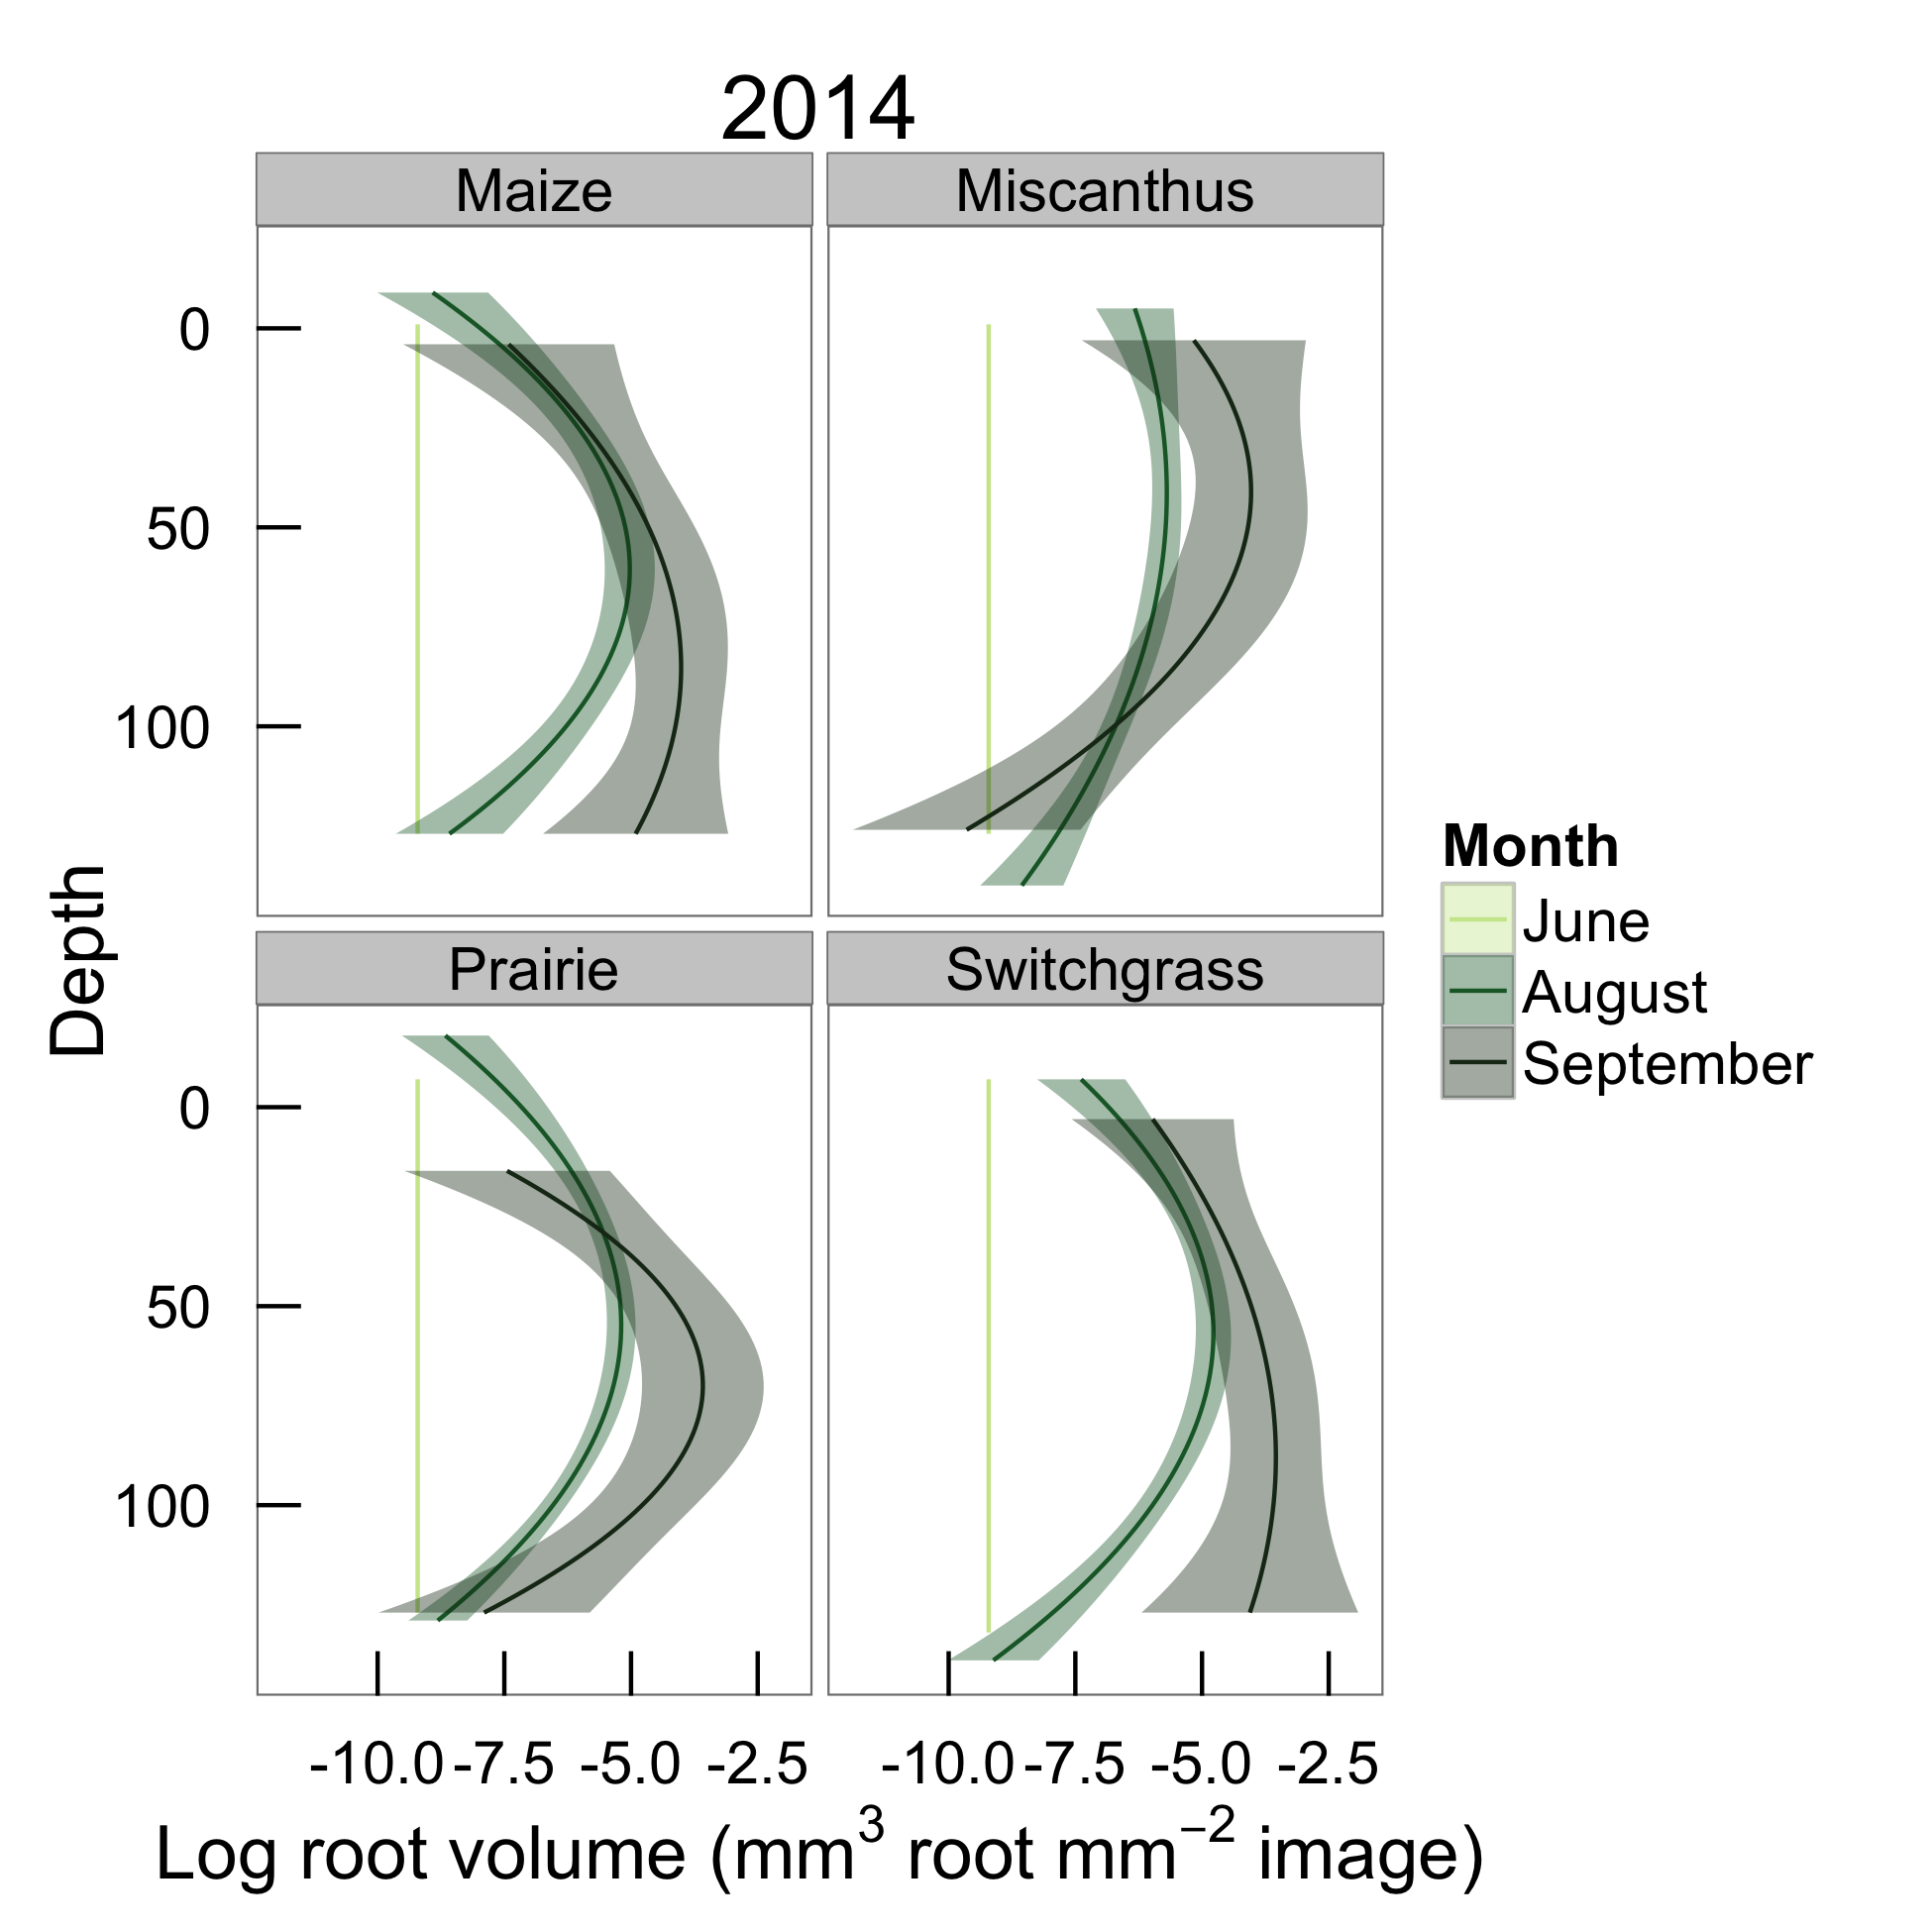 2014
Maize Miscanthus
0
50
100
Depth
Prairie Switchgrass
0
50
100
-10.0 -7.5 -5.0 -2.5 -10.0 -7.5 -5.0 -2.5
Log root volume (mm³ root mm⁻² image)
Month
June
August
September